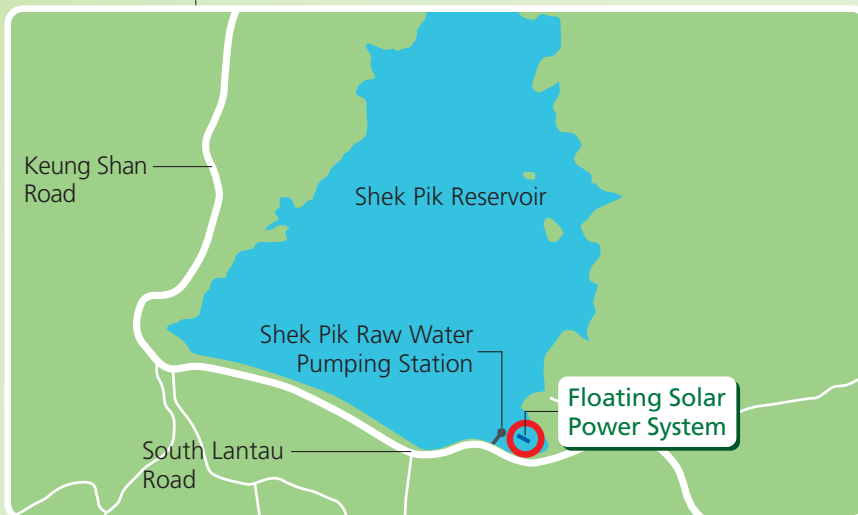 Keung Shan
Road
Shek Pik Reservoir
Shek Pik Raw Water
Pumping Station
Floating Solar
Power System
South Lantau
Road